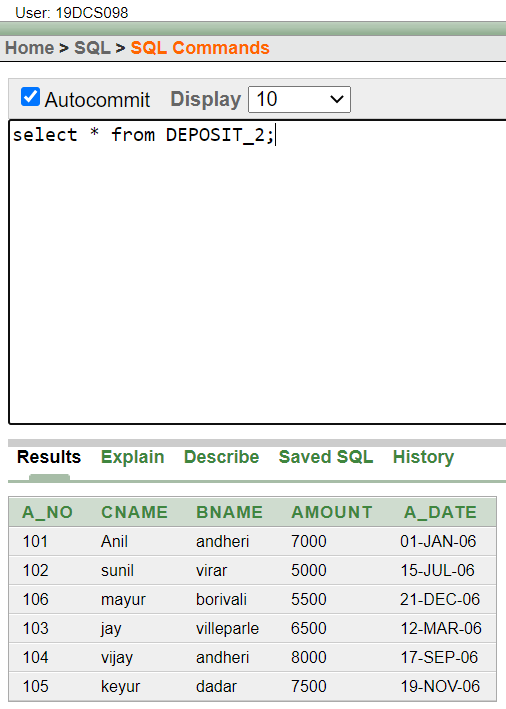 User: 19DCS098
Home > SQL > SQL Commands
Autocommit Display 10
select * from DEPOSIT_2;
Results Explain Describe Saved SQL History
A_NO CNAME BNAME AMOUNT A_DATE
101 Anil andheri 7000 01-JAN-06
102 sunil virar 5000 15-JUL-06
106 mayur borivali 5500 21-DEC-06
103 jay villeparle 6500 12-MAR-06
104 vijay andheri 8000 17-SEP-06
105 keyur dadar 7500 19-NOV-06